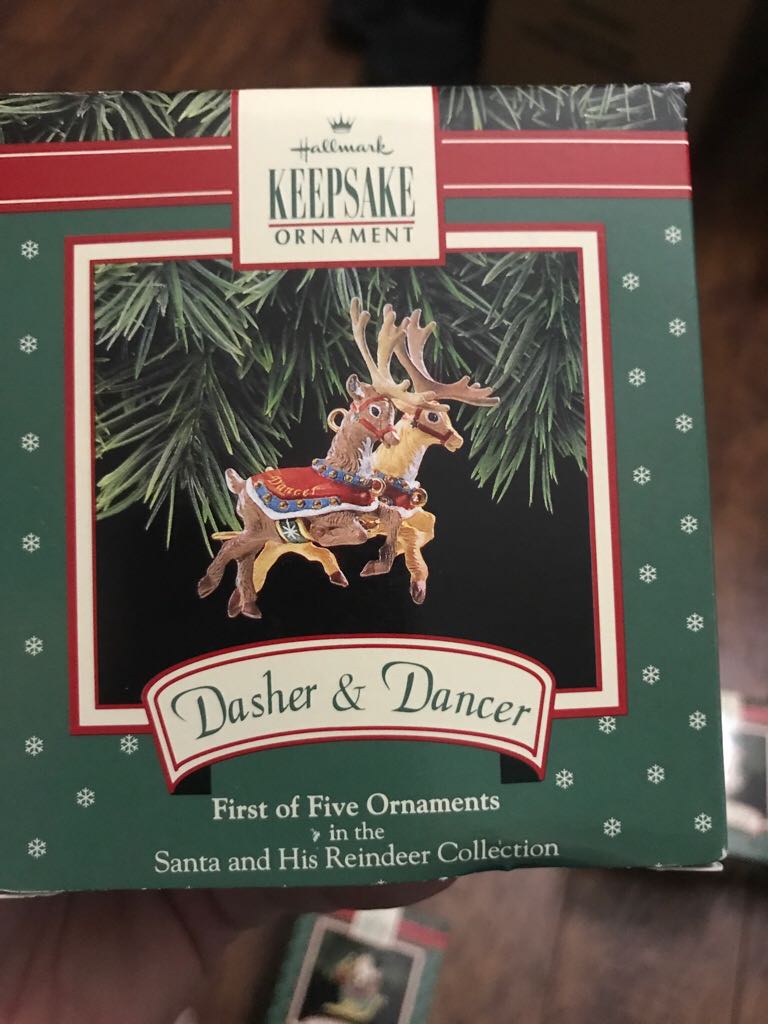 Hallmark
KEEPSAKE
ORNAMENT
Dancer
Dasher & Dancer
First of Five Ornaments
in the
Santa and His Reindeer Collection